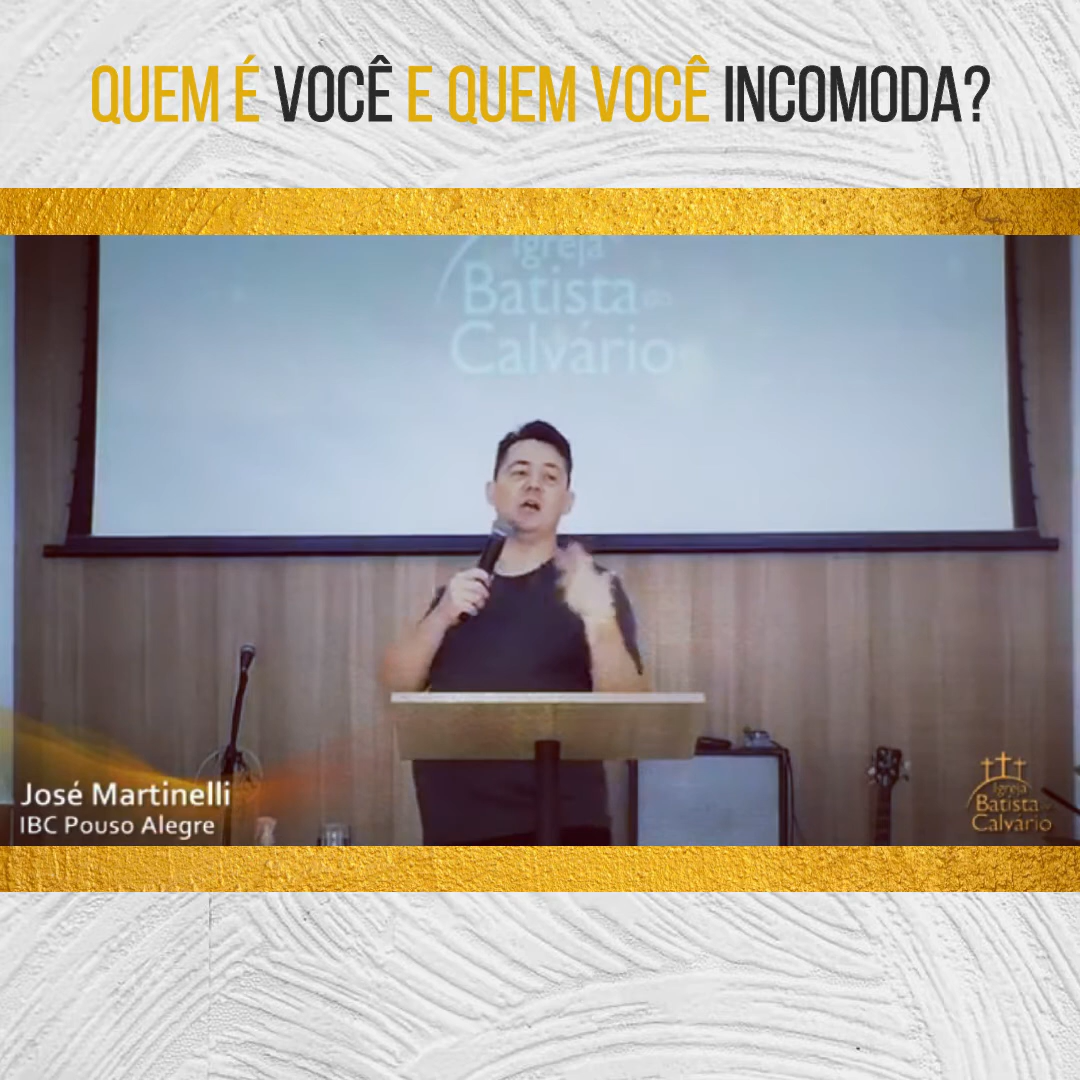 QUEM É VOCÊ E QUEM VOCÊ INCOMODA?
Igreja
Batista do
Calvário
José Martinelli
IBC Pouso Alegre
Igreja
Batista do
Calvário